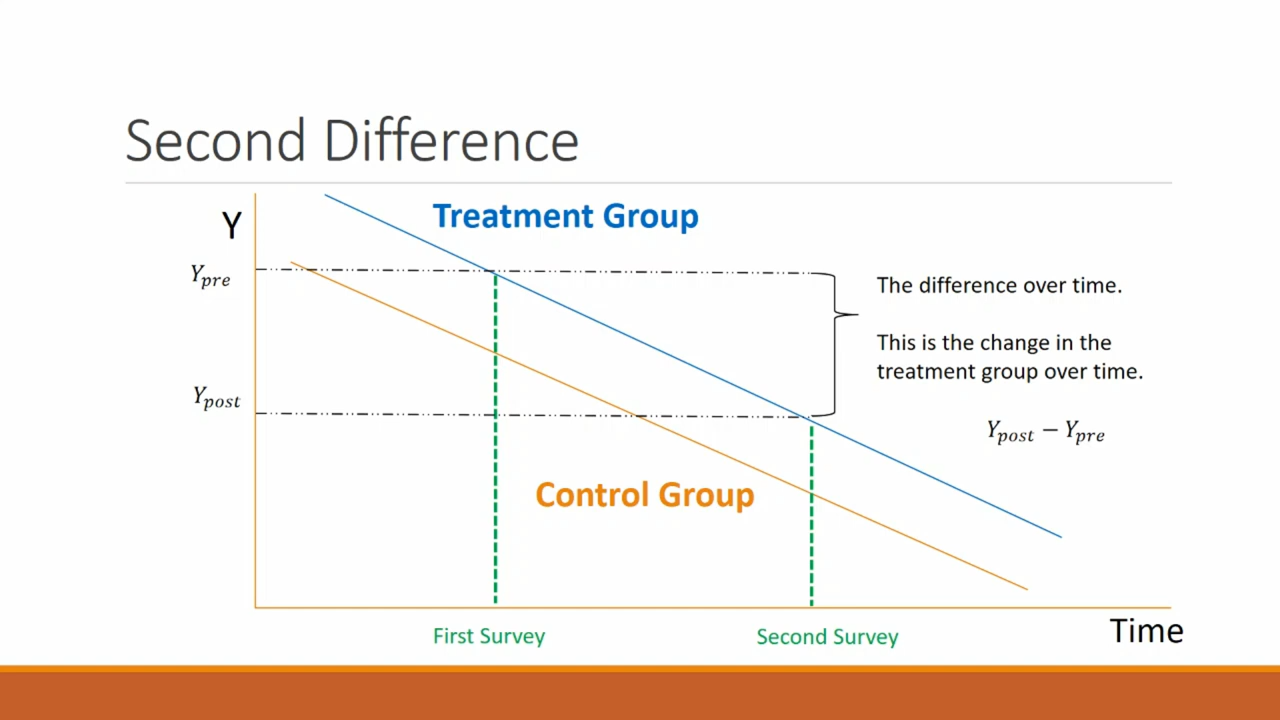 Second Difference
Y
Treatment Group
Y_pre
The difference over time.
This is the change in the
treatment group over time.
Y_post
Y_post − Y_pre
Control Group
First Survey
Second Survey
Time